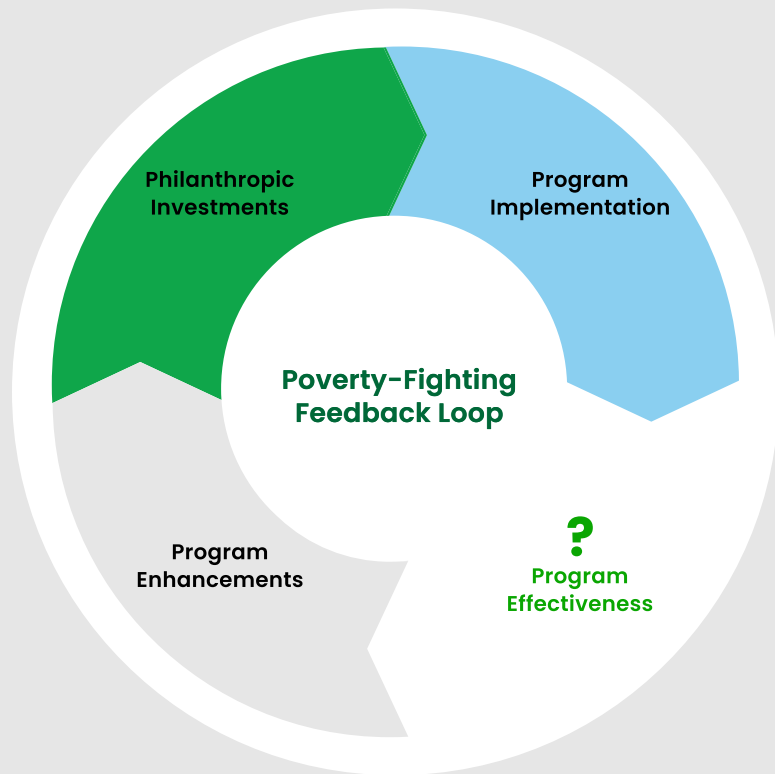 Philanthropic
Investments
Program
Implementation
Poverty-Fighting
Feedback Loop
?
Program
Effectiveness
Program
Enhancements